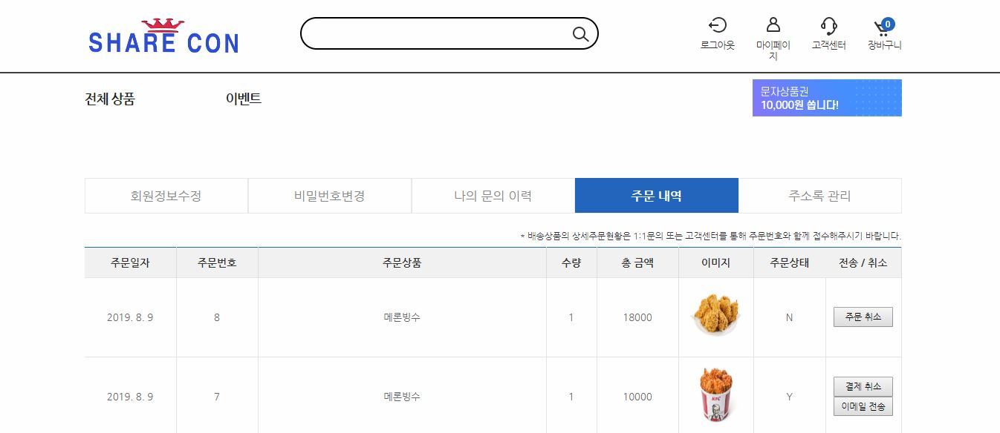 SHARE CON
로그아웃
마이페이
지
고객센터
0
장바구니
전체 상품
이벤트
문자상품권
10,000원 쏩니다!
회원정보수정
비밀번호변경
나의 문의 이력
주문 내역
주소록 관리
* 배송상품의 상세주문현황은 1:1문의 또는 고객센터를 통해 주문번호와 함께 접수해주시기 바랍니다.
주문일자 주문번호 주문상품 수량 총 금액 이미지 주문상태 전송 / 취소
2019. 8. 9 8 메론빙수 1 18000 N 주문 취소
2019. 8. 9 7 메론빙수 1 10000 KFC Y 결제 취소
이메일 전송